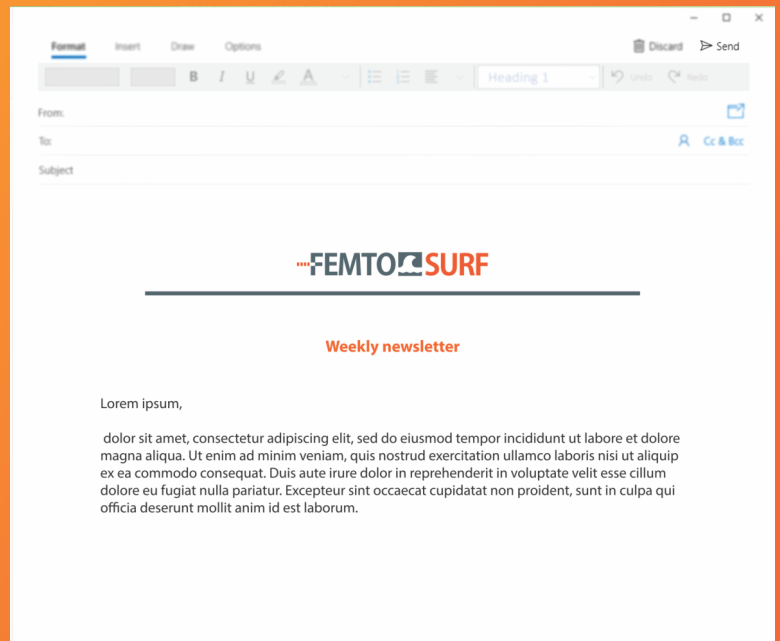 Format Insert Draw Options Discard Send
B I U A Heading 1 Undo Redo
From:
To: Cc & Bcc
Subject
FEMTO SURF
Weekly newsletter
Lorem ipsum,
dolor sit amet, consectetur adipiscing elit, sed do eiusmod tempor incididunt ut labore et dolore
magna aliqua. Ut enim ad minim veniam, quis nostrud exercitation ullamco laboris nisi ut aliquip
ex ea commodo consequat. Duis aute irure dolor in reprehenderit in voluptate velit esse cillum
dolore eu fugiat nulla pariatur. Excepteur sint occaecat cupidatat non proident, sunt in culpa qui
officia deserunt mollit anim id est laborum.